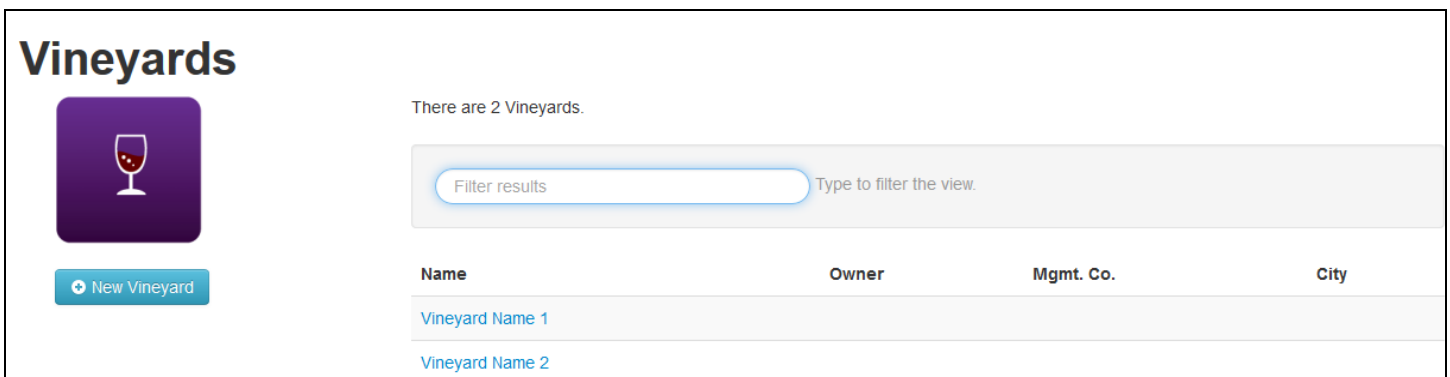 Vineyards
There are 2 Vineyards.
Filter results Type to filter the view.
New Vineyard
Name Owner Mgmt. Co. City
Vineyard Name 1
Vineyard Name 2